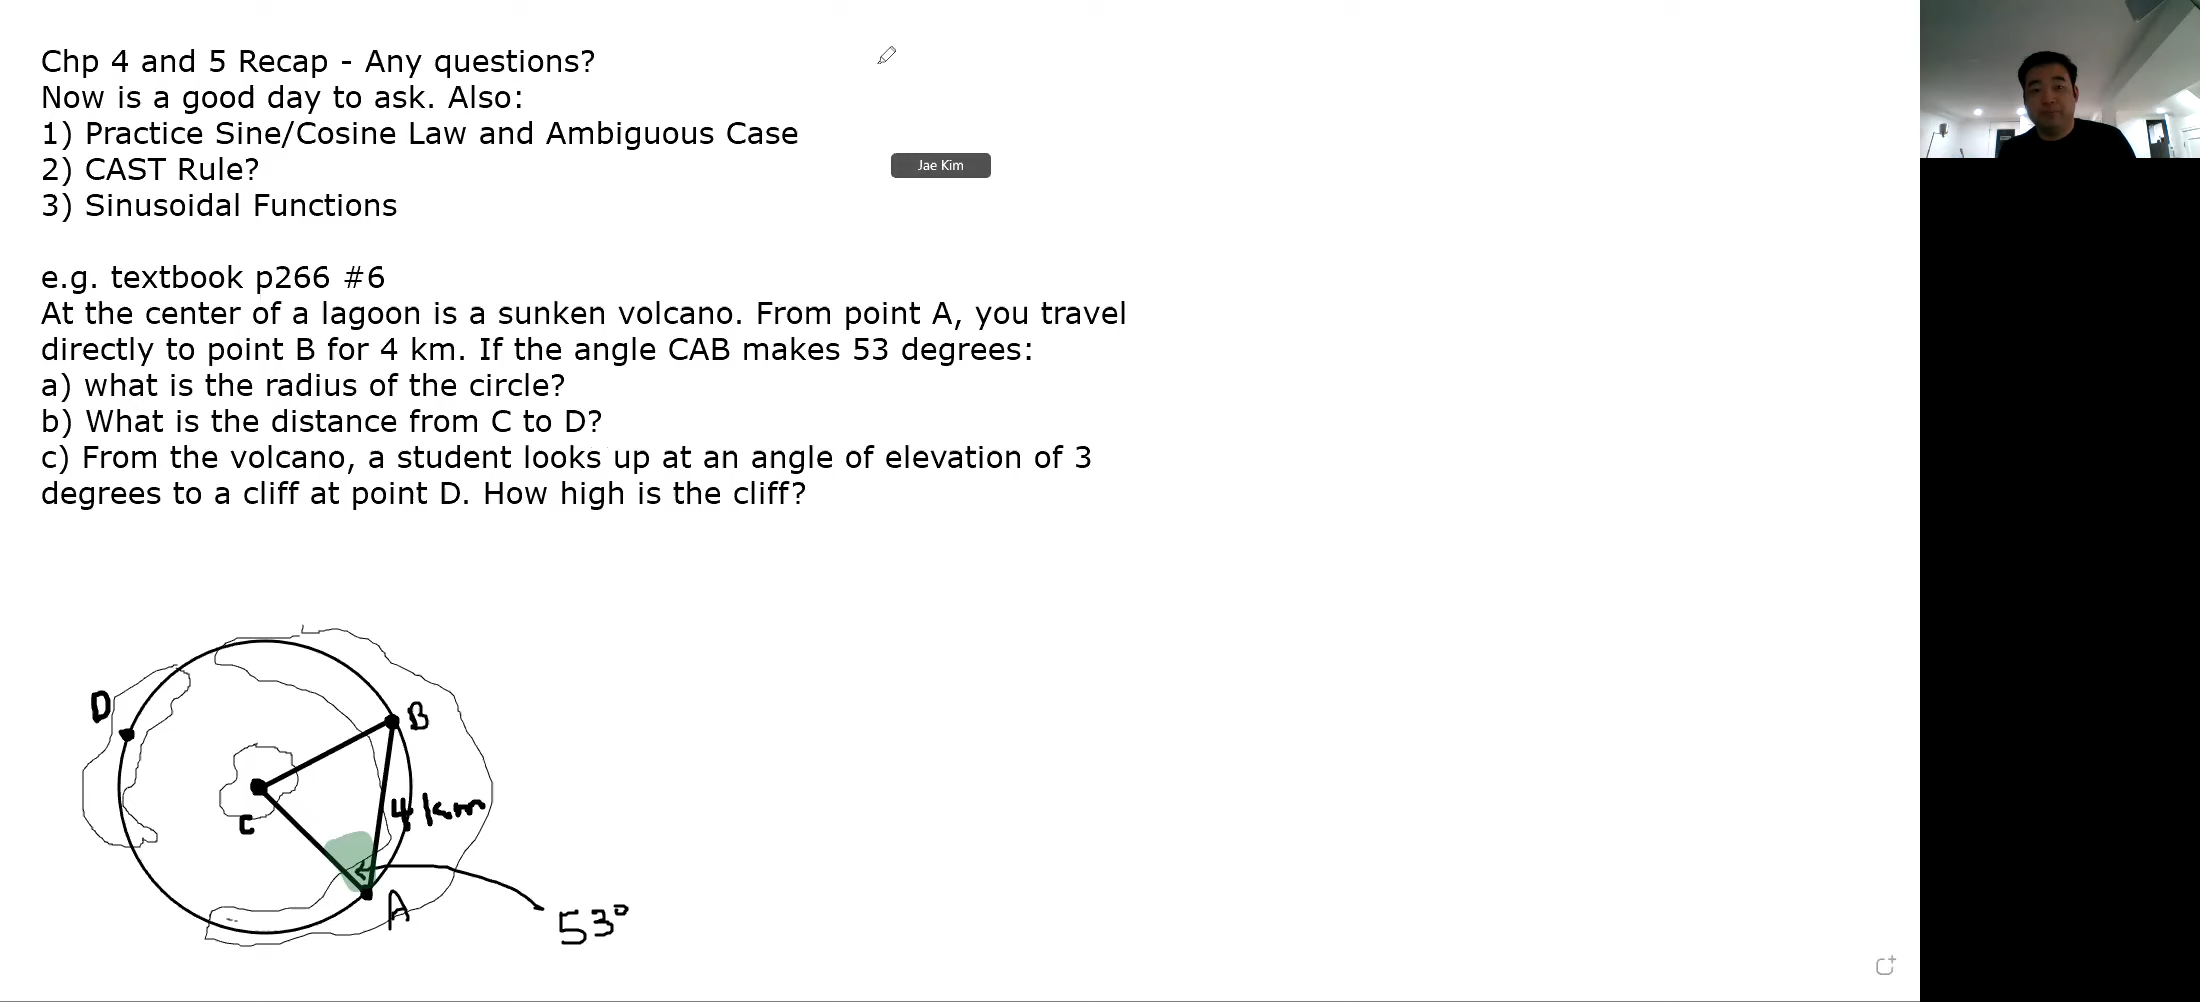 Chp 4 and 5 Recap - Any questions?
Now is a good day to ask. Also:
1) Practice Sine/Cosine Law and Ambiguous Case
2) CAST Rule?
Jae Kim
3) Sinusoidal Functions
e.g. textbook p266 #6
At the center of a lagoon is a sunken volcano. From point A, you travel
directly to point B for 4 km. If the angle CAB makes 53 degrees:
a) what is the radius of the circle?
b) What is the distance from C to D?
c) From the volcano, a student looks up at an angle of elevation of 3
degrees to a cliff at point D. How high is the cliff?
D
B
4 km
C
A
53°